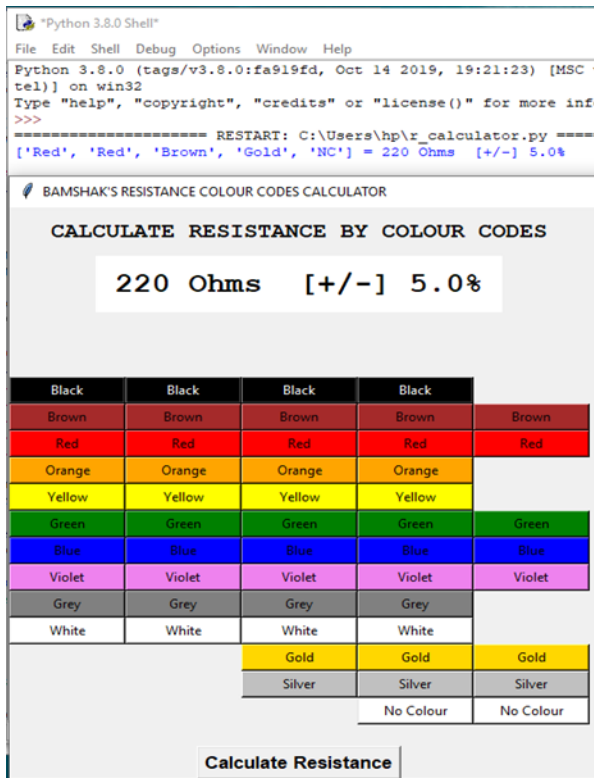 *Python 3.8.0 Shell*
File Edit Shell Debug Options Window Help
Python 3.8.0 (tags/v3.8.0:fa919fd, Oct 14 2019, 19:21:23) [MSC
tel)] on win32
Type "help", "copyright", "credits" or "license()" for more inf
>>>
====================== RESTART: C:\Users\hp\r_calculator.py ====
['Red', 'Red', 'Brown', 'Gold', 'NC'] = 220 Ohms [+/-] 5.0%
BAMSHAK'S RESISTANCE COLOUR CODES CALCULATOR
CALCULATE RESISTANCE BY COLOUR CODES
220 Ohms [+/-] 5.0%
Black Black Black Black
Brown Brown Brown Brown Brown
Red Red Red Red Red
Orange Orange Orange Orange
Yellow Yellow Yellow Yellow
Green Green Green Green Green
Blue Blue Blue Blue Blue
Violet Violet Violet Violet Violet
Grey Grey Grey Grey
White White White White
Gold Gold Gold
Silver Silver Silver
No Colour No Colour
Calculate Resistance